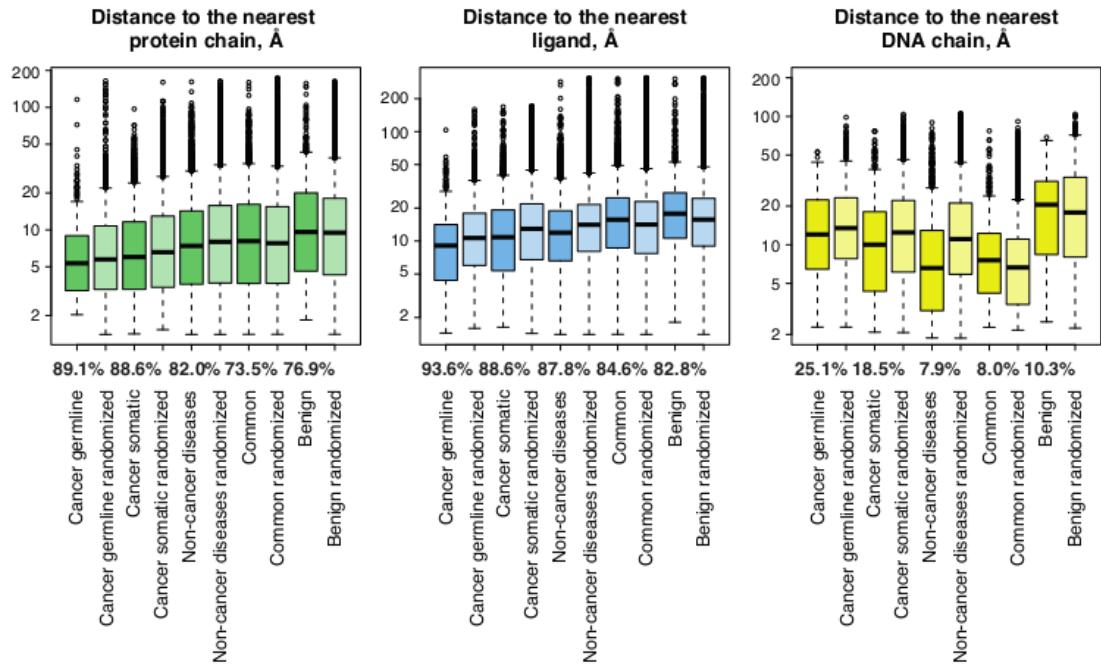 Distance to the nearest
protein chain, Å
200
100
50
20
10
5
2
89.1% 88.6% 82.0% 73.5% 76.9%
Cancer germline
Cancer germline randomized
Cancer somatic
Cancer somatic randomized
Non-cancer diseases
Non-cancer diseases randomized
Common
Common randomized
Benign
Benign randomized
Distance to the nearest
ligand, Å
200
100
50
20
10
5
2
93.6% 88.6% 87.8% 84.6% 82.8%
Cancer germline
Cancer germline randomized
Cancer somatic
Cancer somatic randomized
Non-cancer diseases
Non-cancer diseases randomized
Common
Common randomized
Benign
Benign randomized
Distance to the nearest
DNA chain, Å
200
100
50
20
10
5
2
25.1% 18.5% 7.9% 8.0% 10.3%
Cancer germline
Cancer germline randomized
Cancer somatic
Cancer somatic randomized
Non-cancer diseases
Non-cancer diseases randomized
Common
Common randomized
Benign
Benign randomized